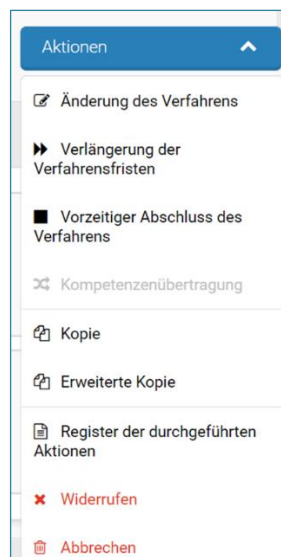 Aktionen
Änderung des Verfahrens
Verlängerung der
Verfahrensfristen
Vorzeitiger Abschluss des
Verfahrens
Kompetenzenübertragung
Kopie
Erweiterte Kopie
Register der durchgeführten
Aktionen
Widerrufen
Abbrechen